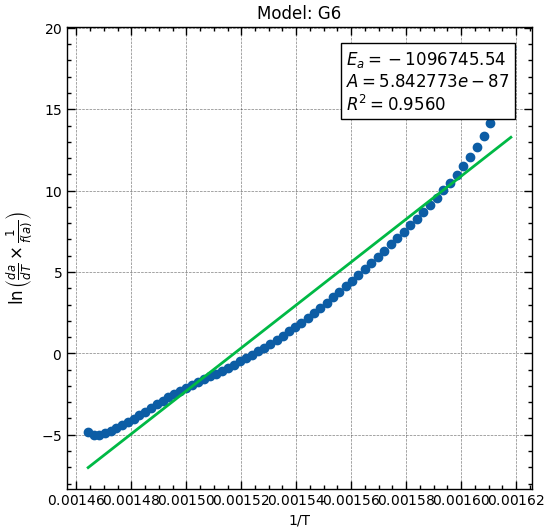 Model: G6
20
15
10
5
0
−5
ln (da/dT × 1/f(a))
E_a = −1096745.54
A = 5.842773e − 87
R² = 0.9560
0.00146 0.00148 0.00150 0.00152 0.00154 0.00156 0.00158 0.00160 0.00162
1/T